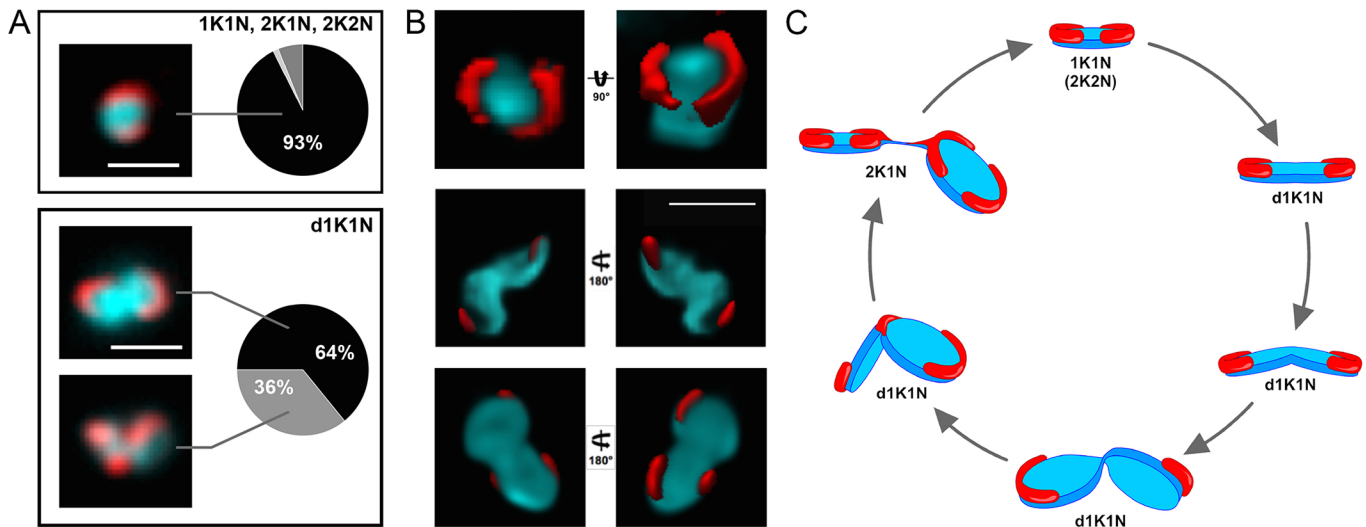 A
1K1N, 2K1N, 2K2N
93%
d1K1N
64%
36%
B
90°
180°
180°
C
1K1N
(2K2N)
d1K1N
d1K1N
d1K1N
d1K1N
2K1N